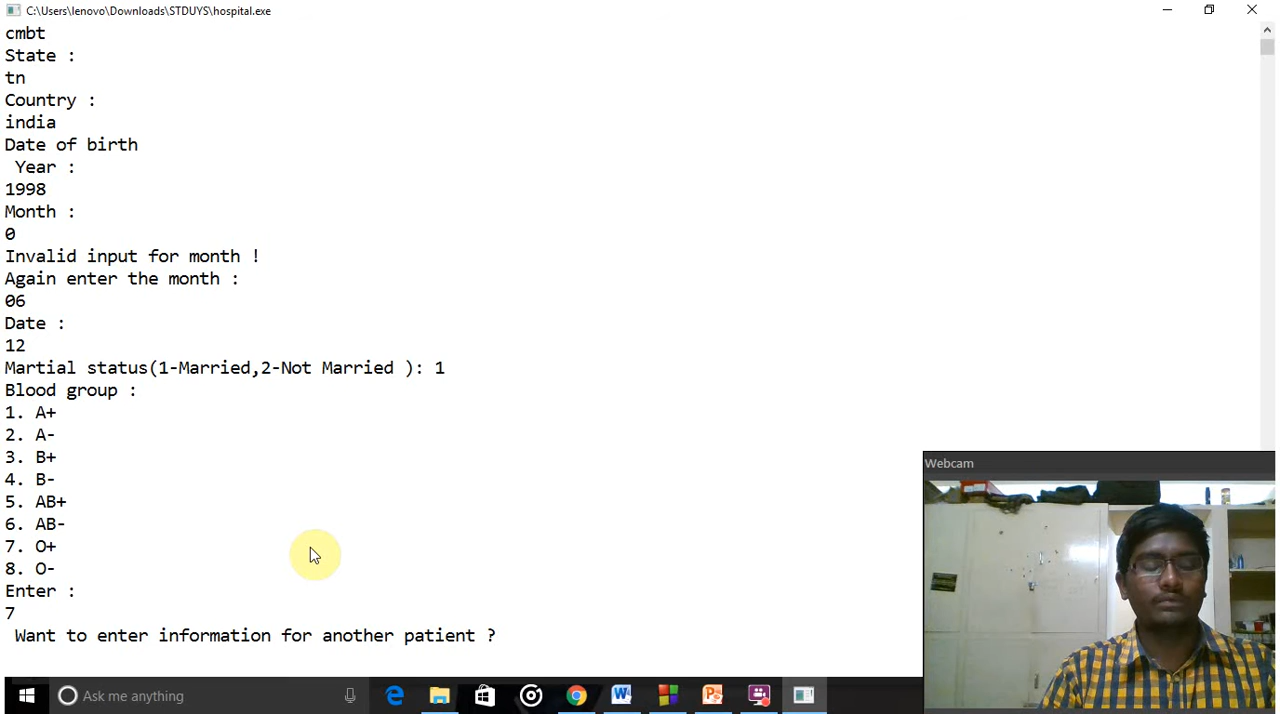 C:\Users\lenovo\Downloads\STDUYS\hospital.exe
cmbt
State :
tn
Country :
india
Date of birth
Year :
1998
Month :
0
Invalid input for month !
Again enter the month :
06
Date :
12
Martial status(1-Married,2-Not Married ): 1
Blood group :
1. A+
2. A-
3. B+
4. B-
5. AB+
6. AB-
7. O+
8. O-
Enter :
7
Want to enter information for another patient ?
Webcam
Ask me anything